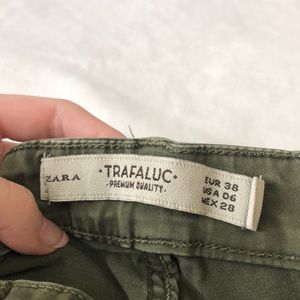 ZARA
·TRAFALUC·
·PREMIUM QUALITY·
EUR 38
USA 06
MEX 28